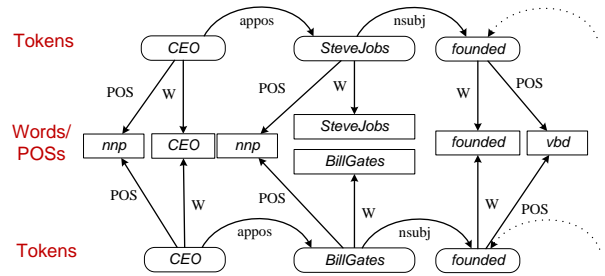 appos
nsubj
Tokens
CEO
SteveJobs
founded
POS
W
POS
W
POS
SteveJobs
Words/
POSs
nnp
CEO
nnp
founded
vbd
BillGates
POS
W
POS
W
W
POS
appos
nsubj
Tokens
CEO
BillGates
founded